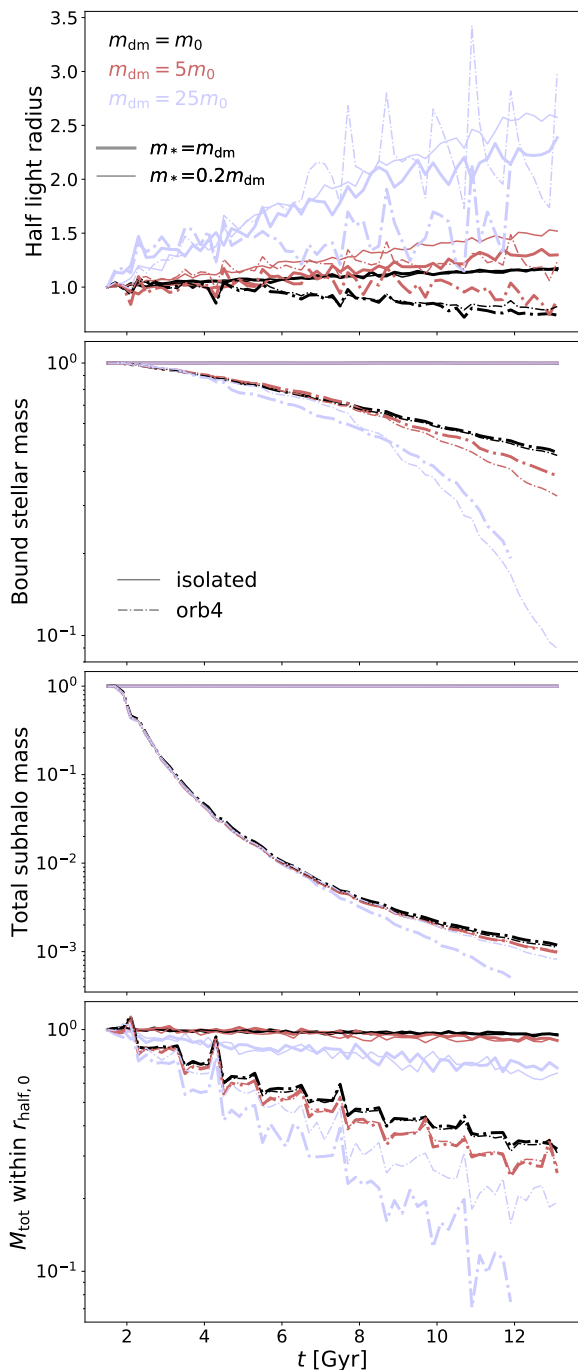 3.5
3.0
2.5
2.0
1.5
1.0
Half light radius
m_dm = m_0
m_dm = 5m_0
m_dm = 25m_0
m_* = m_dm
m_* = 0.2m_dm
10^0
10^−1
Bound stellar mass
isolated
orb4
10^0
10^−1
10^−2
10^−3
Total subhalo mass
10^0
10^−1
M_tot within r_half, 0
2 4 6 8 10 12
t [Gyr]